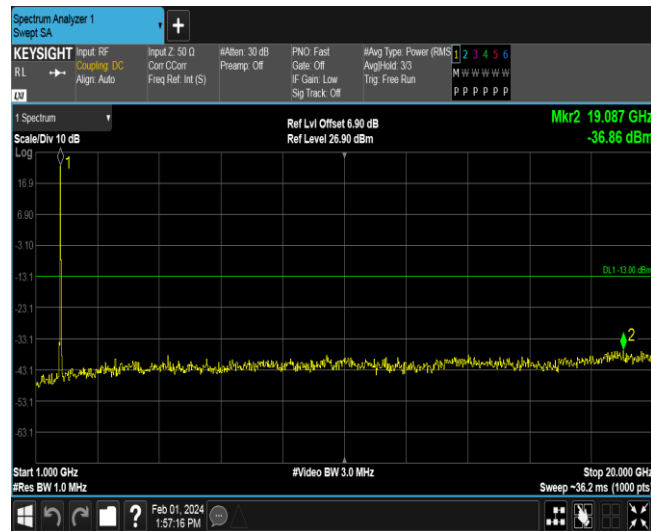 Spectrum Analyzer 1
Swept SA
+
KEYSIGHT
RL
LXI
Input: RF
Coupling: DC
Align: Auto
Input Z: 50 Ω
Corr CCorr
Freq Ref: Int (S)
#Atten: 30 dB
Preamp: Off
PNO: Fast
Gate: Off
IF Gain: Low
Sig Track: Off
#Avg Type: Power (RMS
Avg|Hold: 3/3
Trig: Free Run
1 2 3 4 5 6
M W W W W W
P P P P P P
1 Spectrum
Scale/Div 10 dB
Log
Ref Lvl Offset 6.90 dB
Ref Level 26.90 dBm
Mkr2 19.087 GHz
-36.86 dBm
1
16.9
6.90
-3.10
-13.1
DL1 -13.00 dBm
-23.1
-33.1
2
-43.1
-53.1
-63.1
Start 1.000 GHz
#Res BW 1.0 MHz
#Video BW 3.0 MHz
Stop 20.000 GHz
Sweep ~36.2 ms (1000 pts)
?
Feb 01, 2024
1:57:16 PM